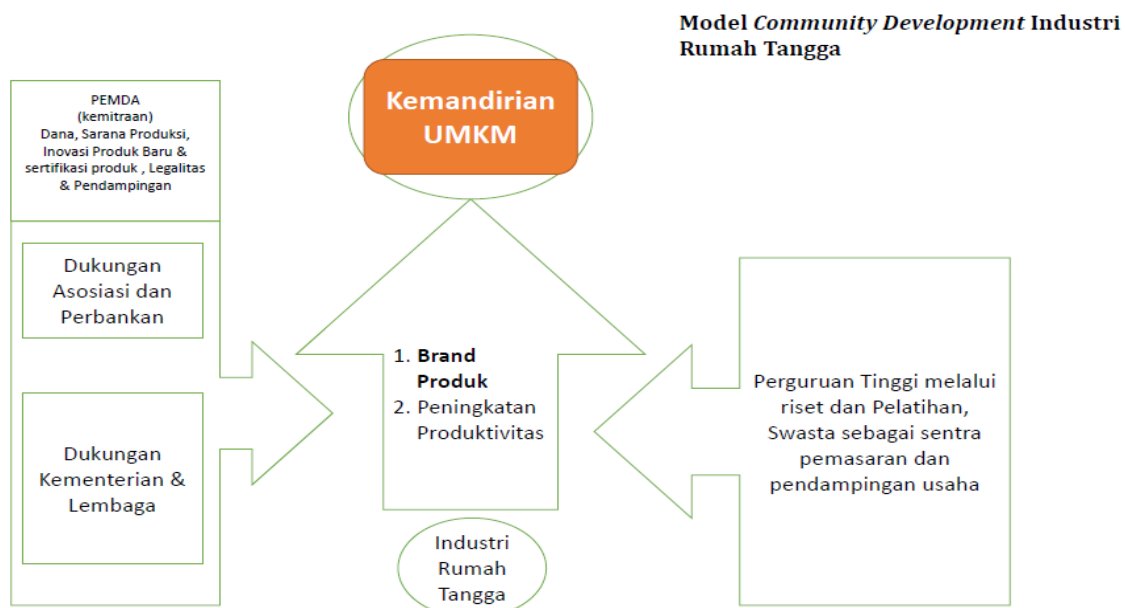 Model Community Development Industri
Rumah Tangga
PEMDA
(kemitraan)
Dana, Sarana Produksi,
Inovasi Produk Baru &
sertifikasi produk , Legalitas
& Pendampingan
Dukungan
Asosiasi dan
Perbankan
Dukungan
Kementerian &
Lembaga
Kemandirian
UMKM
1. Brand
Produk
2. Peningkatan
Produktivitas
Industri
Rumah
Tangga
Perguruan Tinggi melalui
riset dan Pelatihan,
Swasta sebagai sentra
pemasaran dan
pendampingan usaha